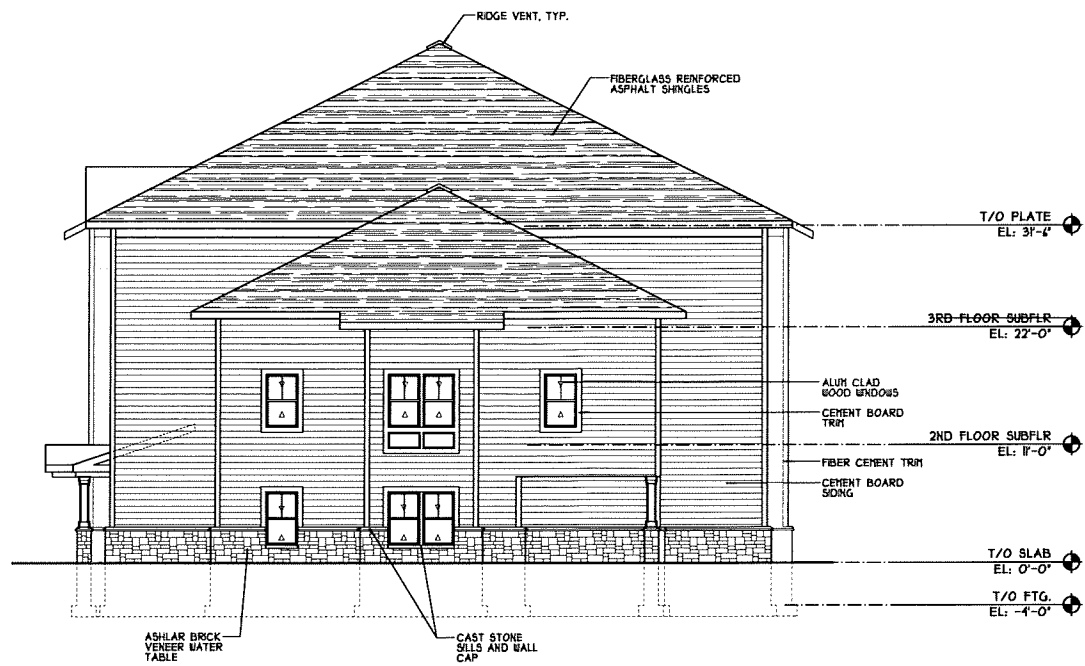 RIDGE VENT, TYP.
FIBERGLASS REINFORCED
ASPHALT SHINGLES
T/O PLATE
EL: 31'-6"
3RD FLOOR SUBFLR
EL: 22'-0"
ALUM CLAD
WOOD WINDOWS
CEMENT BOARD
TRIM
2ND FLOOR SUBFLR
EL: 11'-0"
FIBER CEMENT TRIM
CEMENT BOARD
SIDING
T/O SLAB
EL: 0'-0"
T/O FTG.
EL: -4'-0"
ASHLAR BRICK
VENEER WATER
TABLE
CAST STONE
SILLS AND WALL
CAP